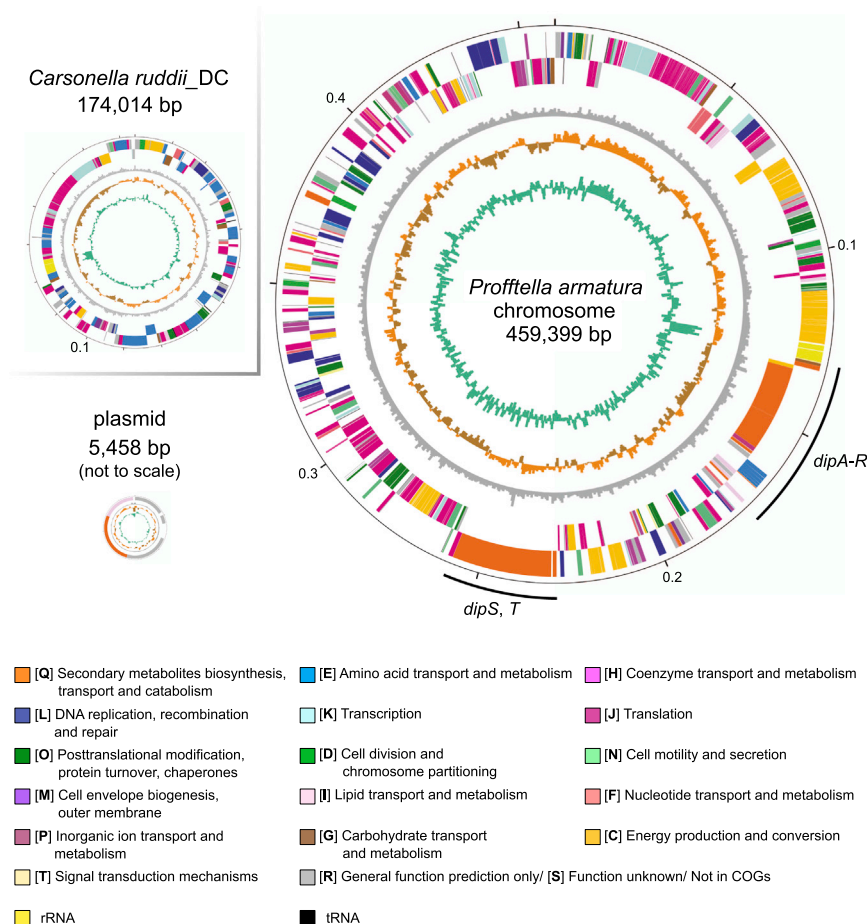 Carsonella ruddii_DC
174,014 bp
0.1
plasmid
5,458 bp
(not to scale)
0.4
0.1
Profftella armatura
chromosome
459,399 bp
dipA-R
0.3
0.2
dipS, T
[Q] Secondary metabolites biosynthesis,
transport and catabolism
[E] Amino acid transport and metabolism
[H] Coenzyme transport and metabolism
[L] DNA replication, recombination
and repair
[K] Transcription
[J] Translation
[O] Posttranslational modification,
protein turnover, chaperones
[D] Cell division and
chromosome partitioning
[N] Cell motility and secretion
[M] Cell envelope biogenesis,
outer membrane
[I] Lipid transport and metabolism
[F] Nucleotide transport and metabolism
[P] Inorganic ion transport and
metabolism
[G] Carbohydrate transport
and metabolism
[C] Energy production and conversion
[T] Signal transduction mechanisms
[R] General function prediction only/ [S] Function unknown/ Not in COGs
rRNA
tRNA